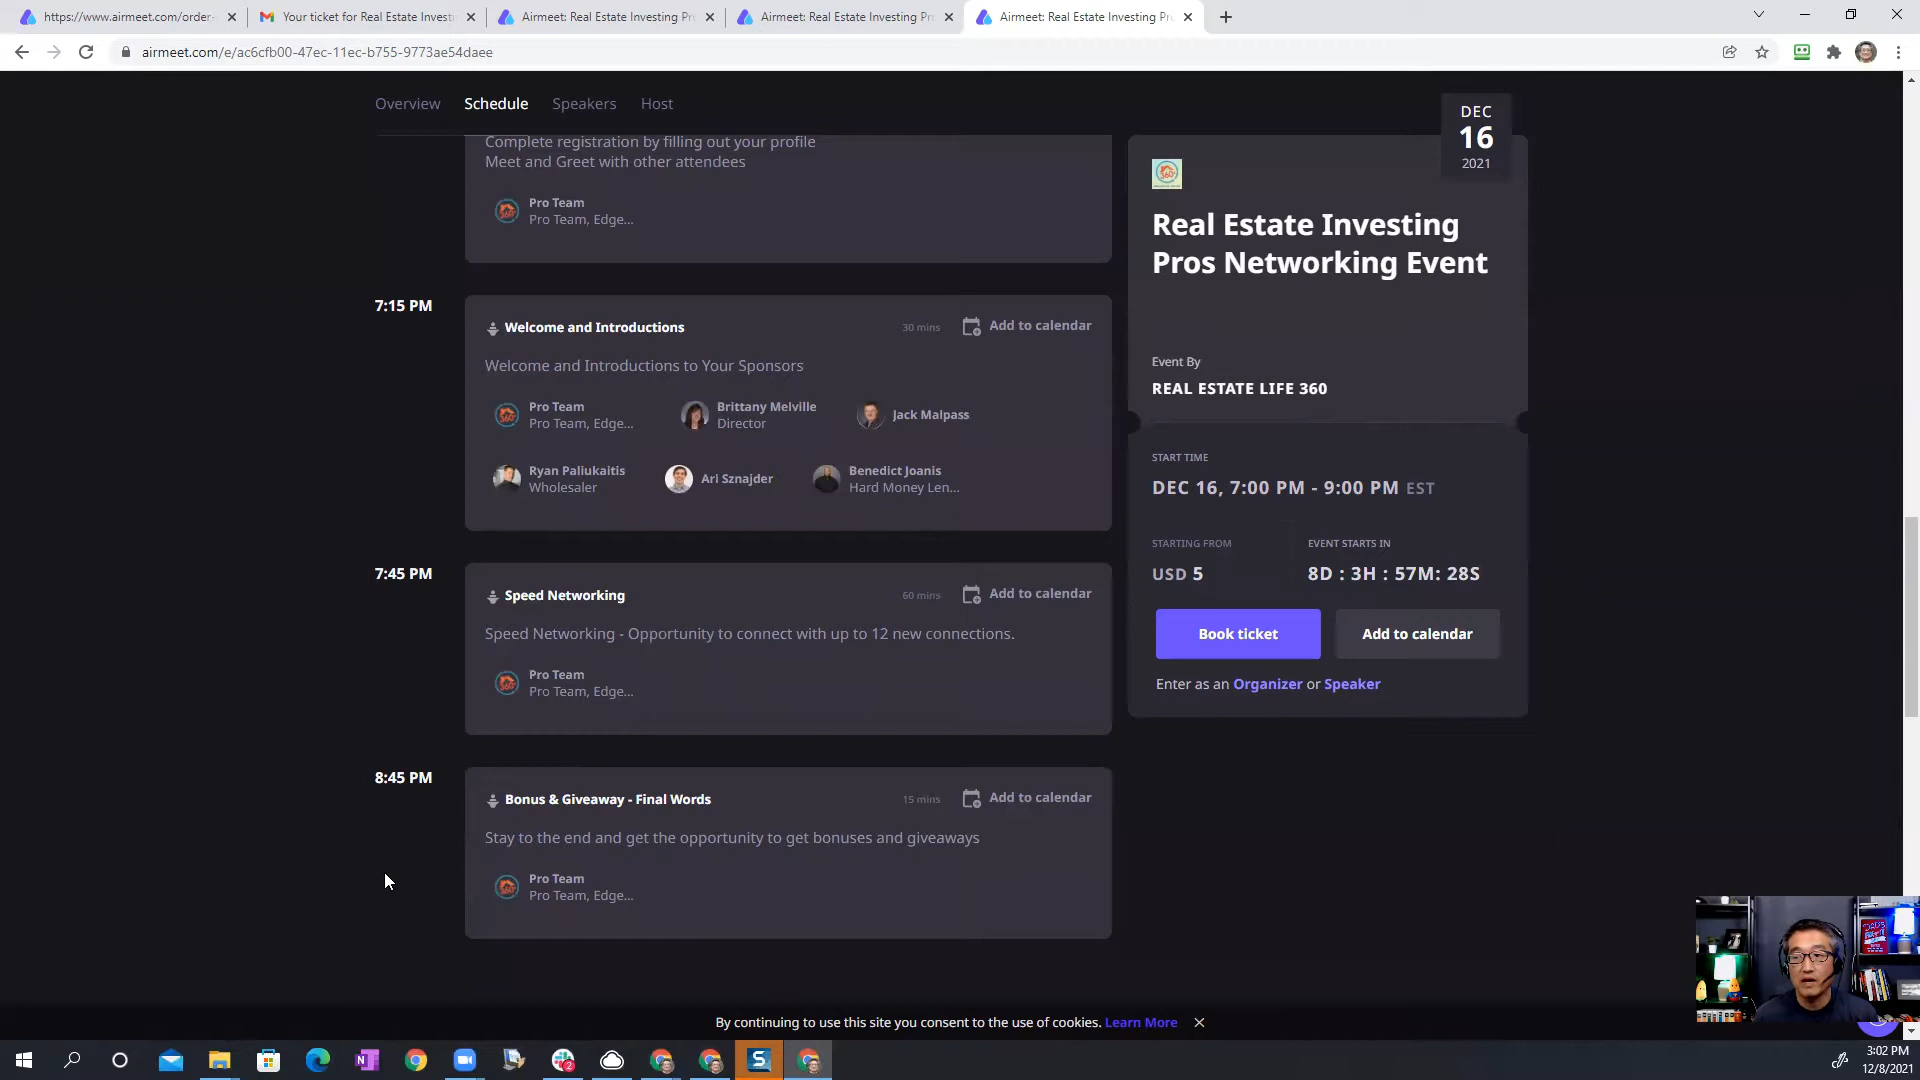 https://www.airmeet.com/order-
Your ticket for Real Estate Investi
Airmeet: Real Estate Investing Pr
Airmeet: Real Estate Investing Pr
Airmeet: Real Estate Investing Pr
airmeet.com/e/ac6cfb00-47ec-11ec-b755-9773ae54daee
Overview Schedule Speakers Host
Complete registration by filling out your profile
Meet and Greet with other attendees
Pro Team
Pro Team, Edge...
7:15 PM
Welcome and Introductions
30 mins
Add to calendar
Welcome and Introductions to Your Sponsors
Pro Team
Pro Team, Edge...
Brittany Melville
Director
Jack Malpass
Ryan Paliukaitis
Wholesaler
Ari Sznajder
Benedict Joanis
Hard Money Len...
7:45 PM
Speed Networking
60 mins
Add to calendar
Speed Networking - Opportunity to connect with up to 12 new connections.
Pro Team
Pro Team, Edge...
8:45 PM
Bonus & Giveaway - Final Words
15 mins
Add to calendar
Stay to the end and get the opportunity to get bonuses and giveaways
Pro Team
Pro Team, Edge...
DEC
16
2021
360°
Real Estate Investing
Pros Networking Event
Event By
REAL ESTATE LIFE 360
START TIME
DEC 16, 7:00 PM - 9:00 PM EST
STARTING FROM
USD 5
EVENT STARTS IN
8D : 3H : 57M: 28S
Book ticket
Add to calendar
Enter as an Organizer or Speaker
By continuing to use this site you consent to the use of cookies. Learn More
3:02 PM
12/8/2021